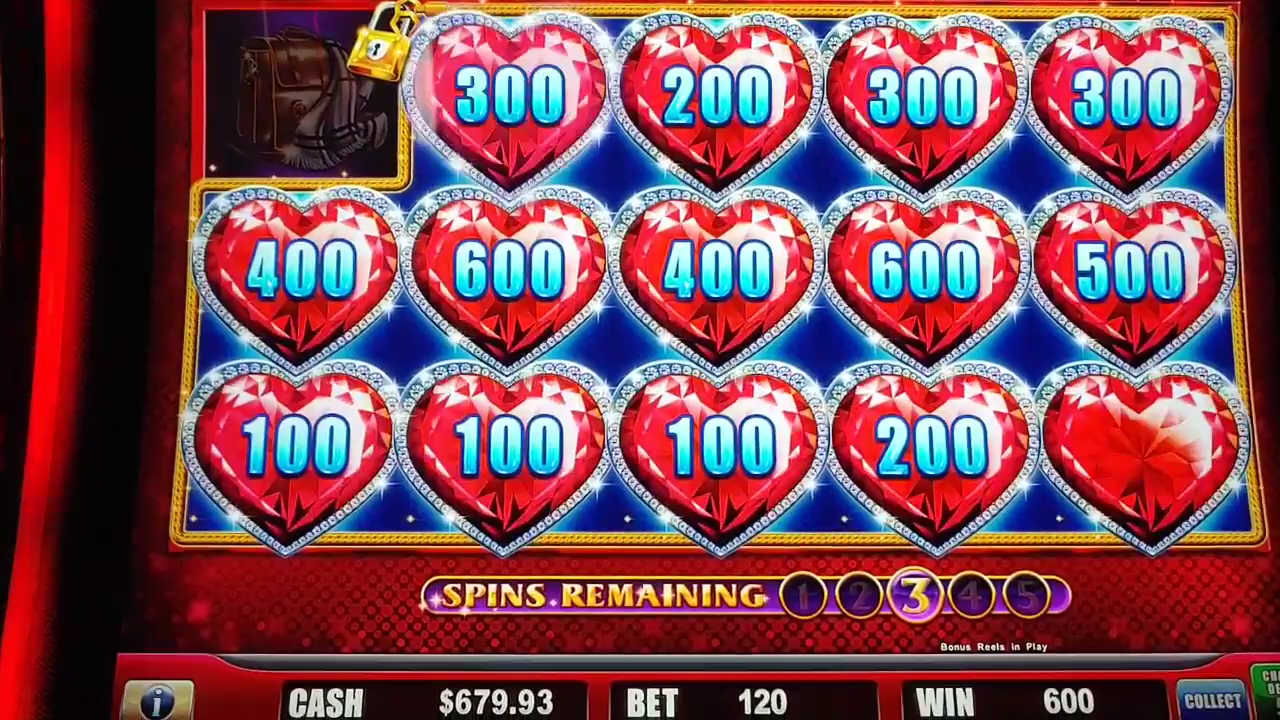 300 200 300 300
400 600 400 600 500
100 100 100 200
SPINS REMAINING 1 2 3 4 5
Bonus Reels in Play
CASH $679.93 BET 120 WIN 600 COLLECT